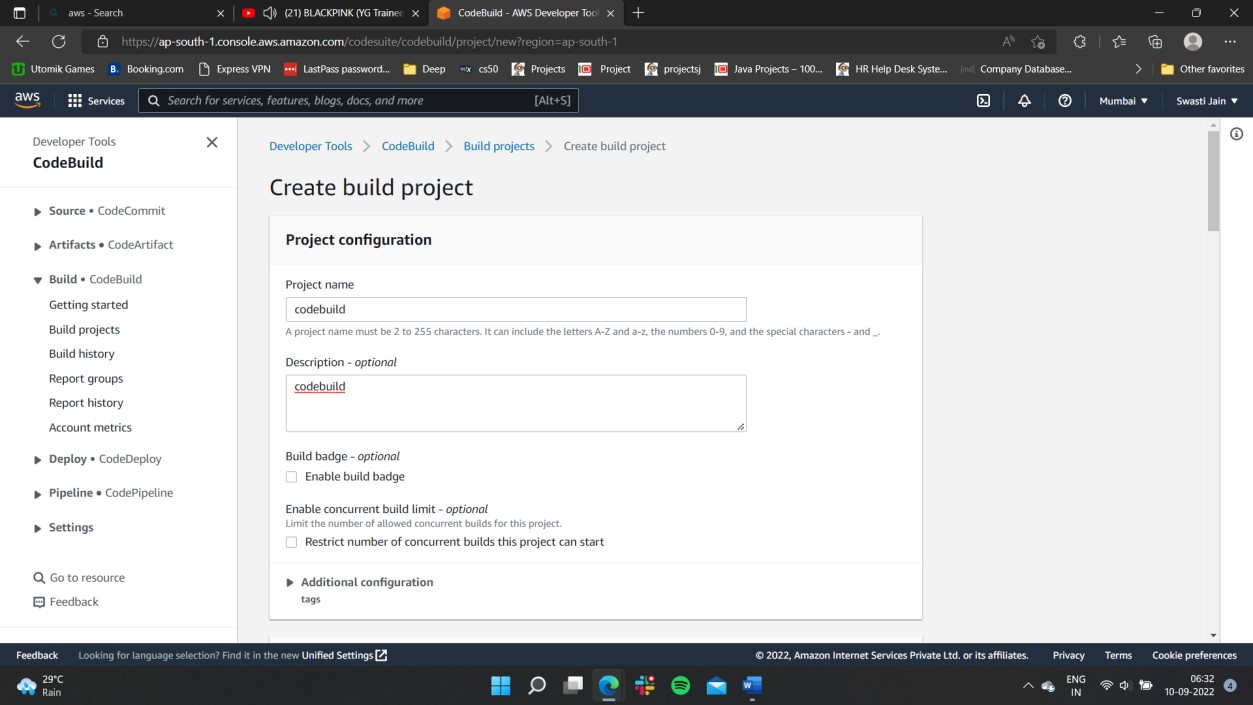 aws - Search
(21) BLACKPINK (YG Trainee
CodeBuild - AWS Developer Too
https://ap-south-1.console.aws.amazon.com/codesuite/codebuild/project/new?region=ap-south-1
Utomik Games
B. Booking.com
Express VPN
LastPass password...
Deep
cs50
Projects
Project
projectsj
Java Projects – 100...
HR Help Desk Syste...
Company Database...
Other favorites
aws
Services
Search for services, features, blogs, docs, and more
[Alt+S]
Mumbai
Swasti Jain
Developer Tools
CodeBuild
Source • CodeCommit
Artifacts • CodeArtifact
Build • CodeBuild
Getting started
Build projects
Build history
Report groups
Report history
Account metrics
Deploy • CodeDeploy
Pipeline • CodePipeline
Settings
Go to resource
Feedback
Developer Tools
CodeBuild
Build projects
Create build project
Create build project
Project configuration
Project name
codebuild
A project name must be 2 to 255 characters. It can include the letters A-Z and a-z, the numbers 0-9, and the special characters - and _.
Description - optional
codebuild
Build badge - optional
Enable build badge
Enable concurrent build limit - optional
Limit the number of allowed concurrent builds for this project.
Restrict number of concurrent builds this project can start
Additional configuration
tags
Feedback
Looking for language selection? Find it in the new Unified Settings
© 2022, Amazon Internet Services Private Ltd. or its affiliates.
Privacy
Terms
Cookie preferences
29°C
Rain
W
ENG
IN
06:32
10-09-2022
4